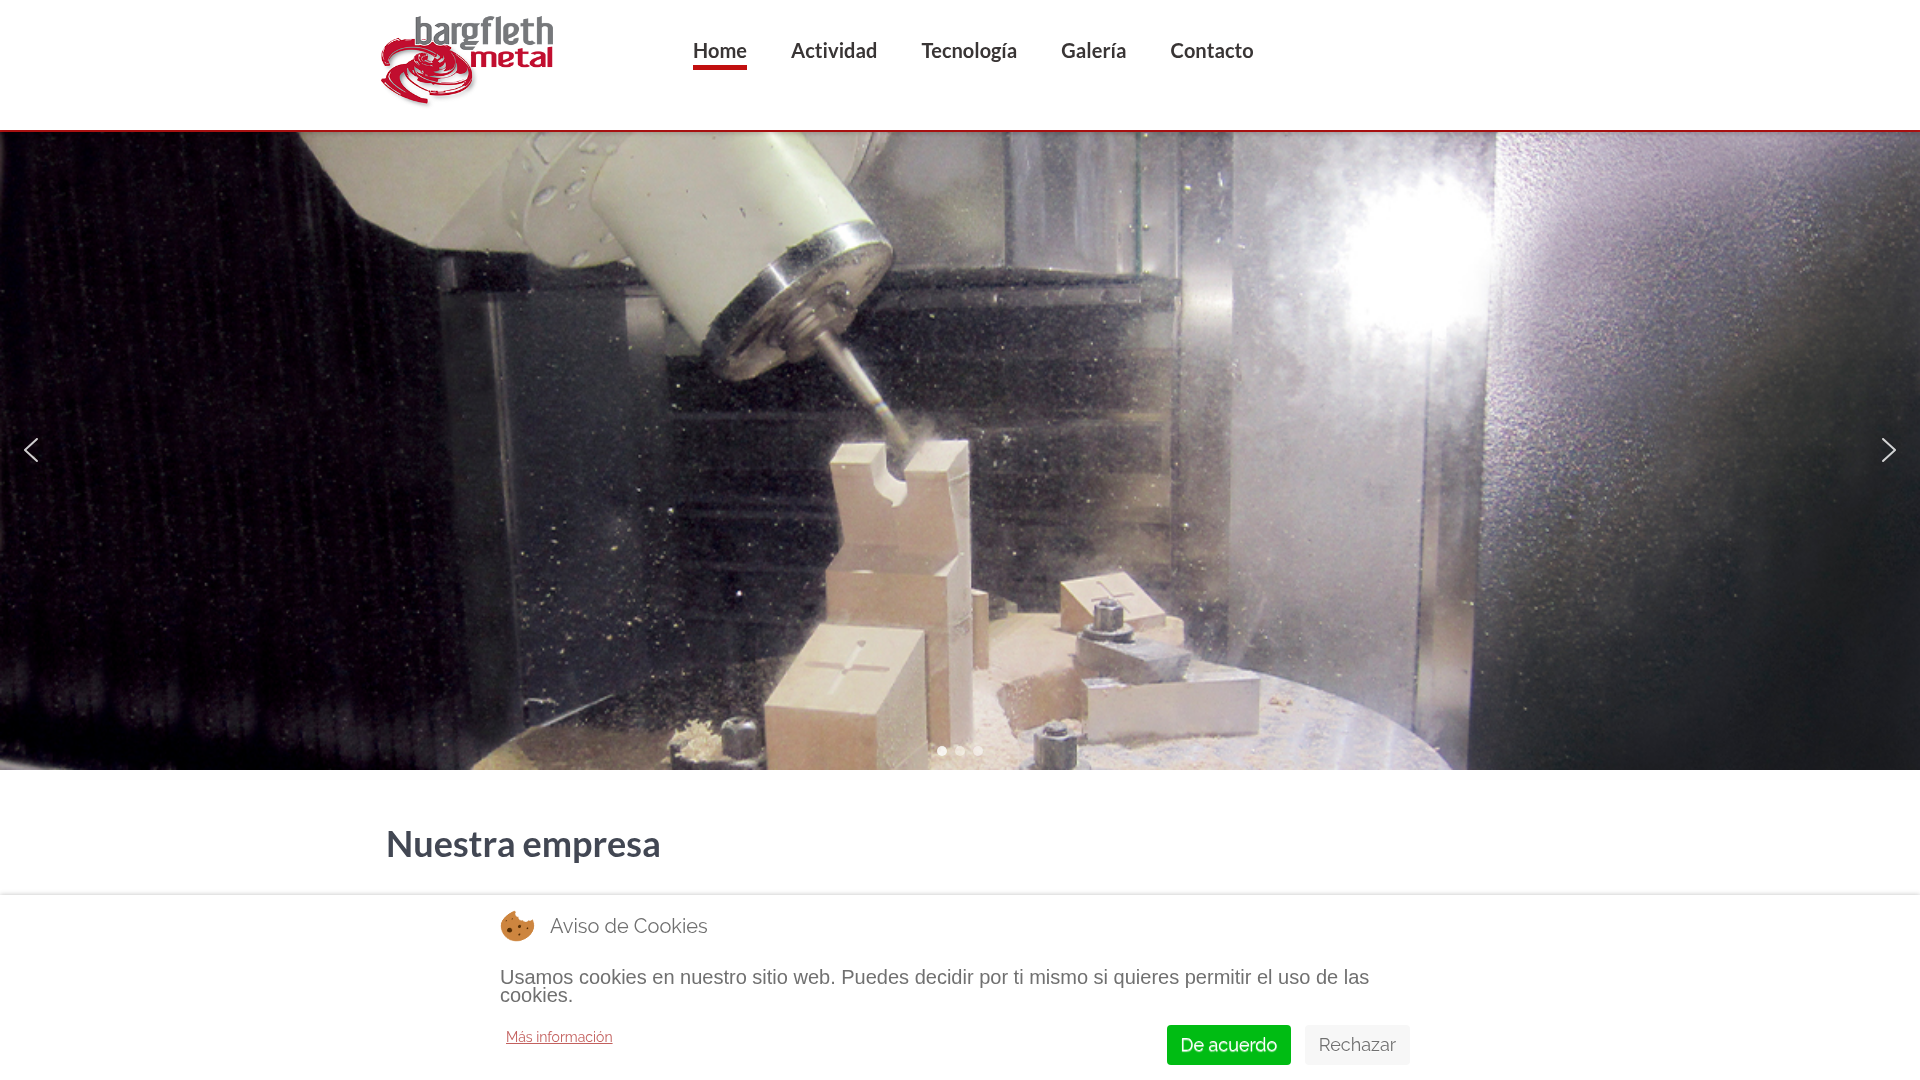 bargfleth
metal
Home Actividad Tecnología Galería Contacto
Nuestra empresa
Aviso de Cookies
Usamos cookies en nuestro sitio web. Puedes decidir por ti mismo si quieres permitir el uso de las
cookies.
Más información
De acuerdo Rechazar